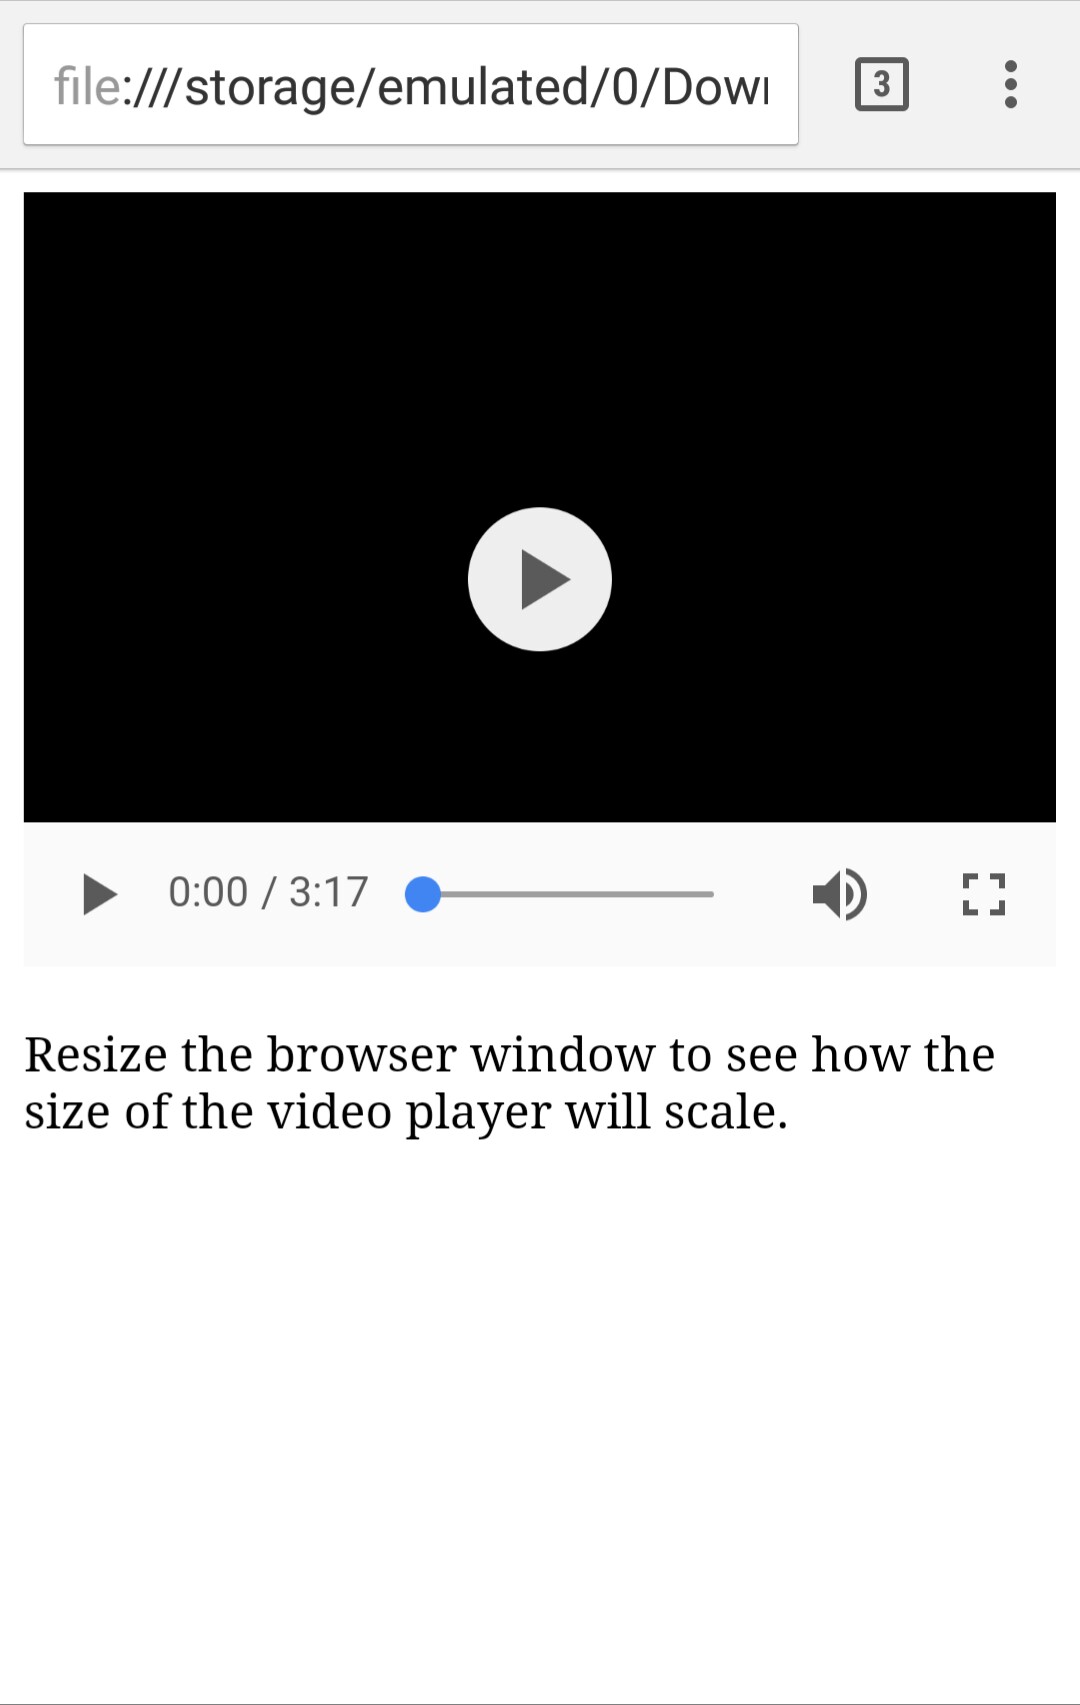 file:///storage/emulated/0/Dow
3
0:00 / 3:17
Resize the browser window to see how the
size of the video player will scale.